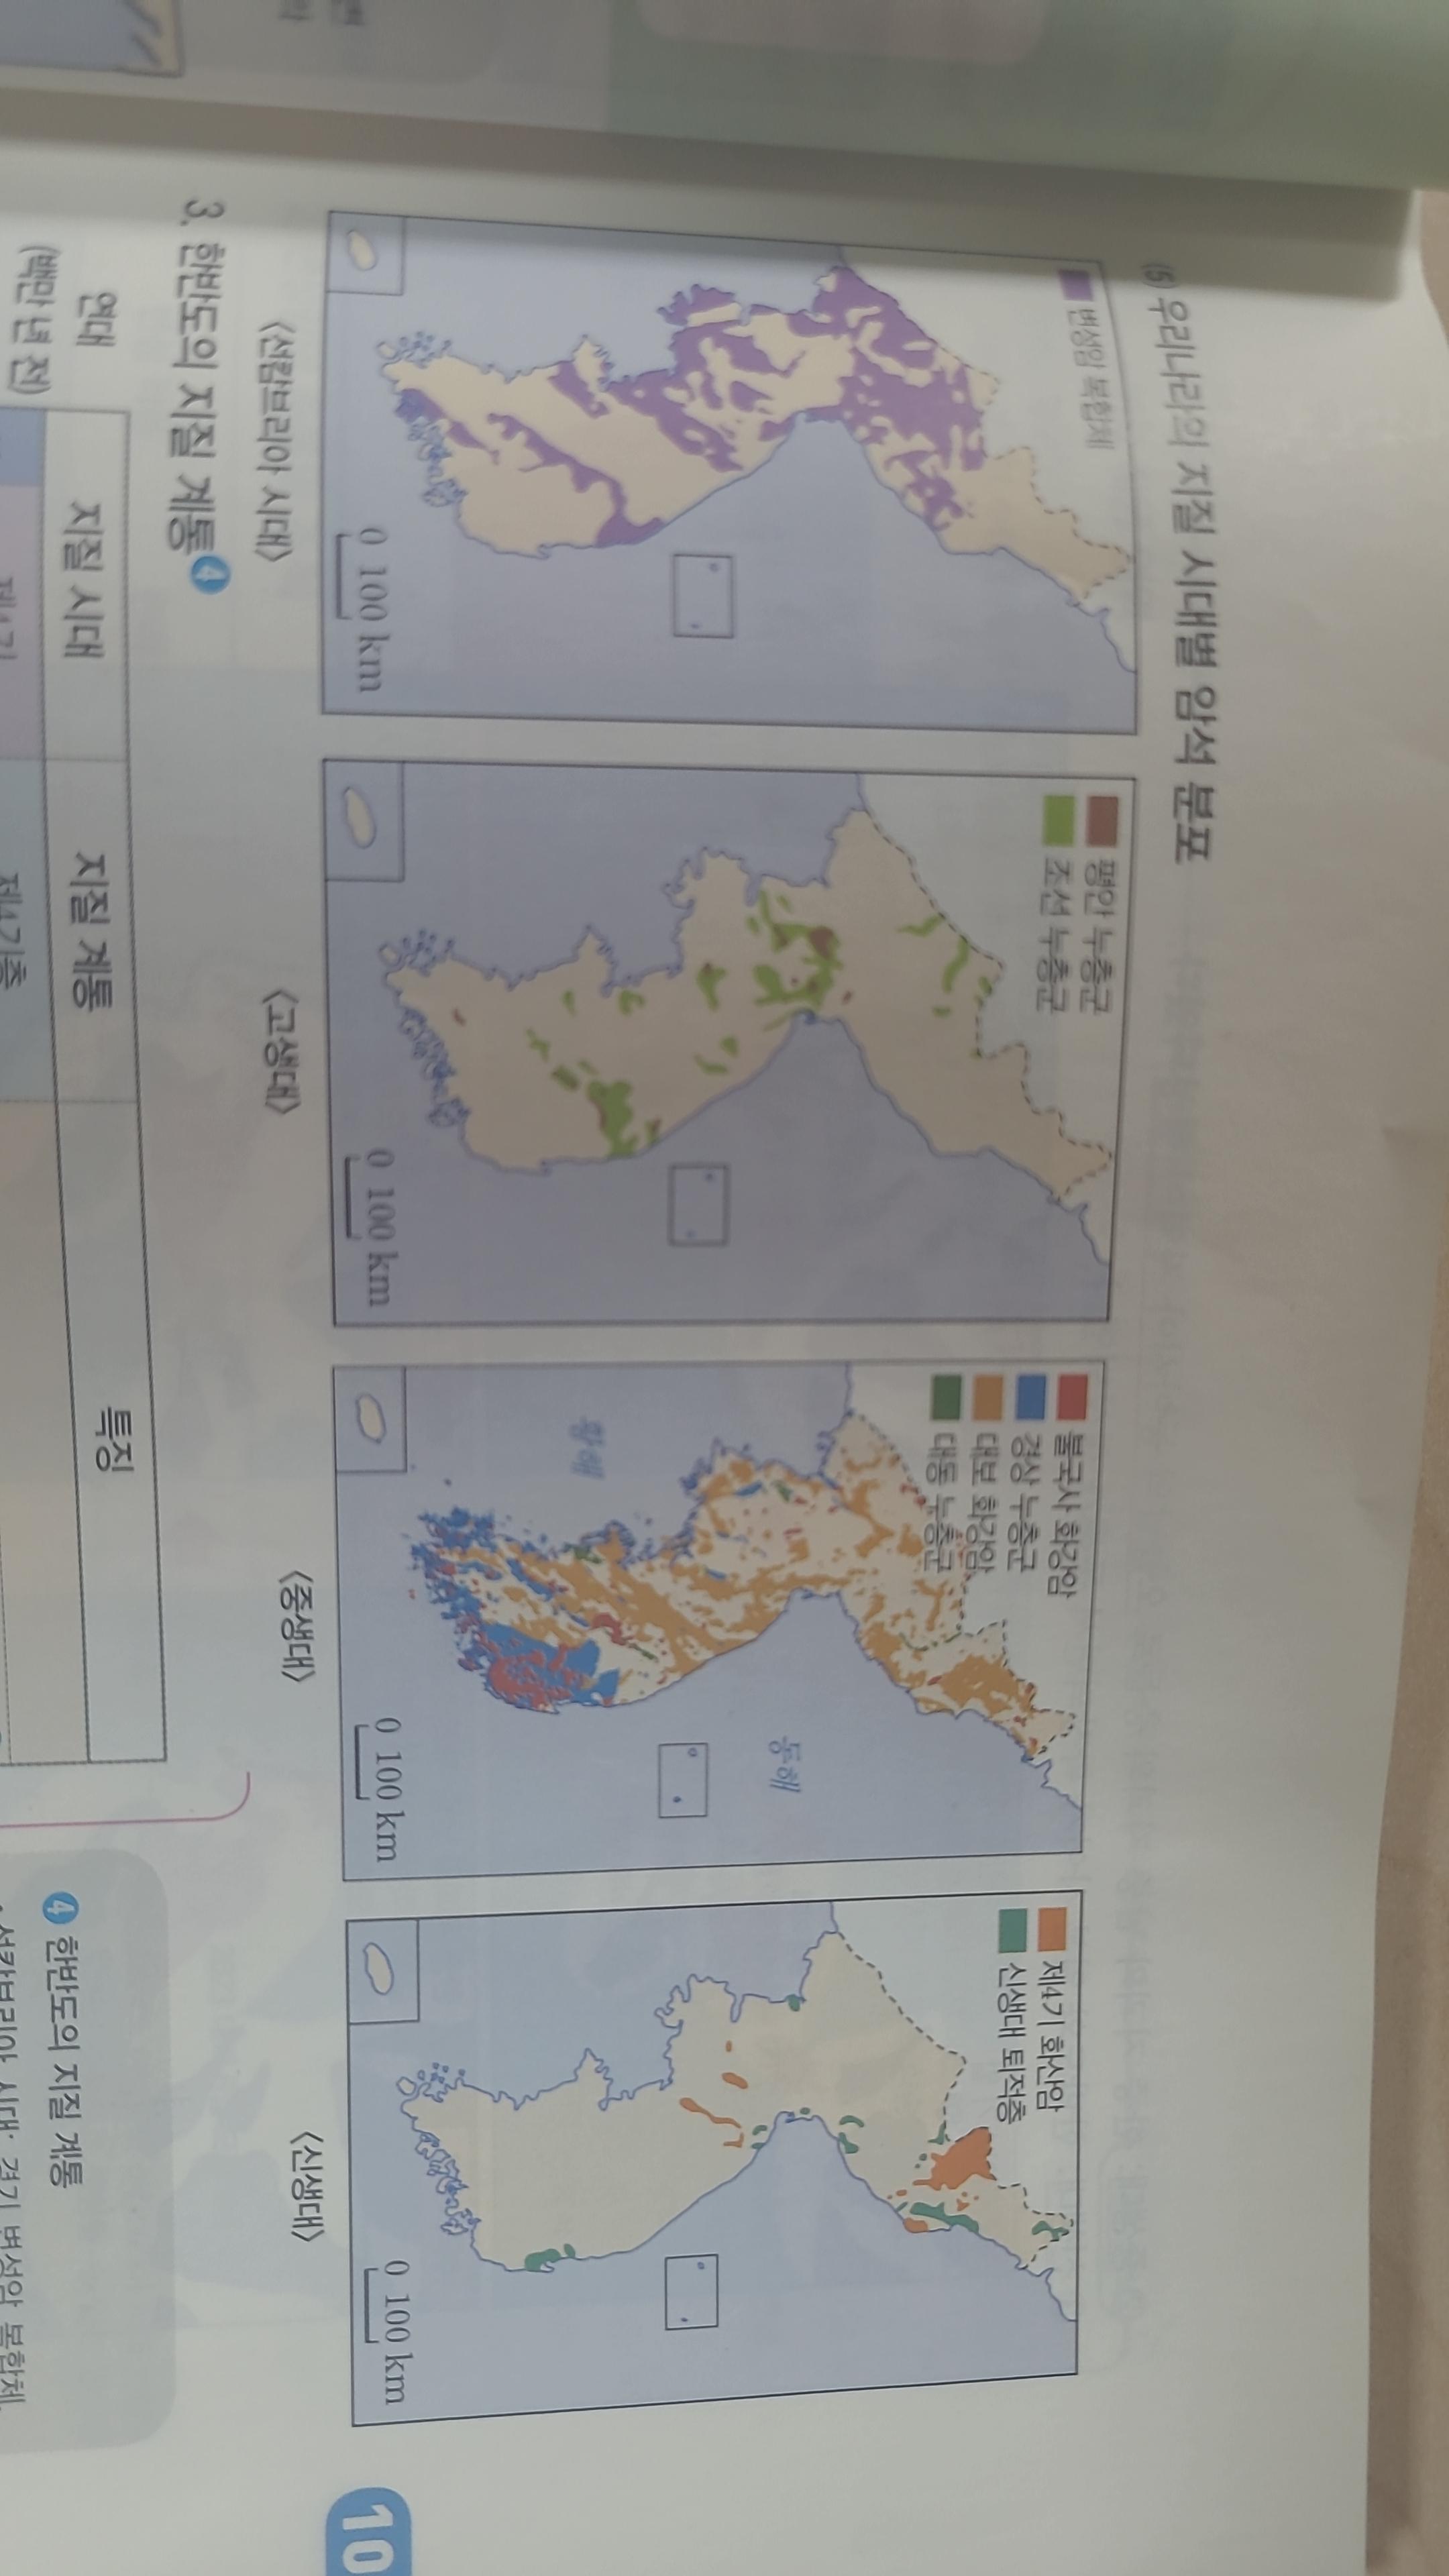 (5) 우리나라의 지질 시대별 암석 분포
변성암 복합체
0 100 km
〈선캄브리아 시대〉
평안 누층군
조선 누층군
0 100 km
〈고생대〉
불국사 화강암
경상 누층군
대보 화강암
대동 누층군
동해
황해
0 100 km
〈중생대〉
제4기 화산암
신생대 퇴적층
0 100 km
〈신생대〉
10
3. 한반도의 지질 계통 4
연대
(백만 년 전)
지질 시대
지질 계통
특징
제4기
제4기층
4 한반도의 지질 계통
• 선캄브리아 시대: 경기 변성암 복합체